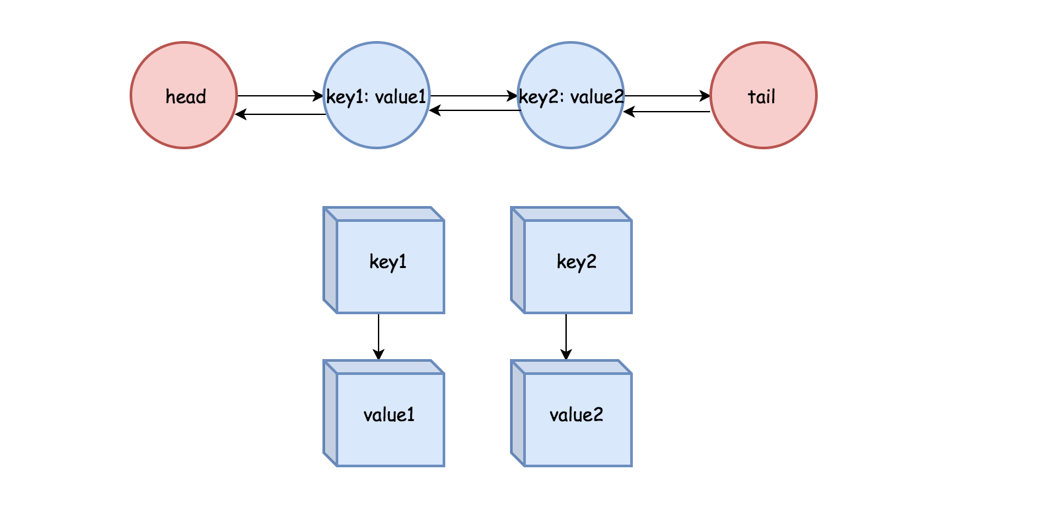 head
key1: value1
key2: value2
tail
key1
key2
value1
value2